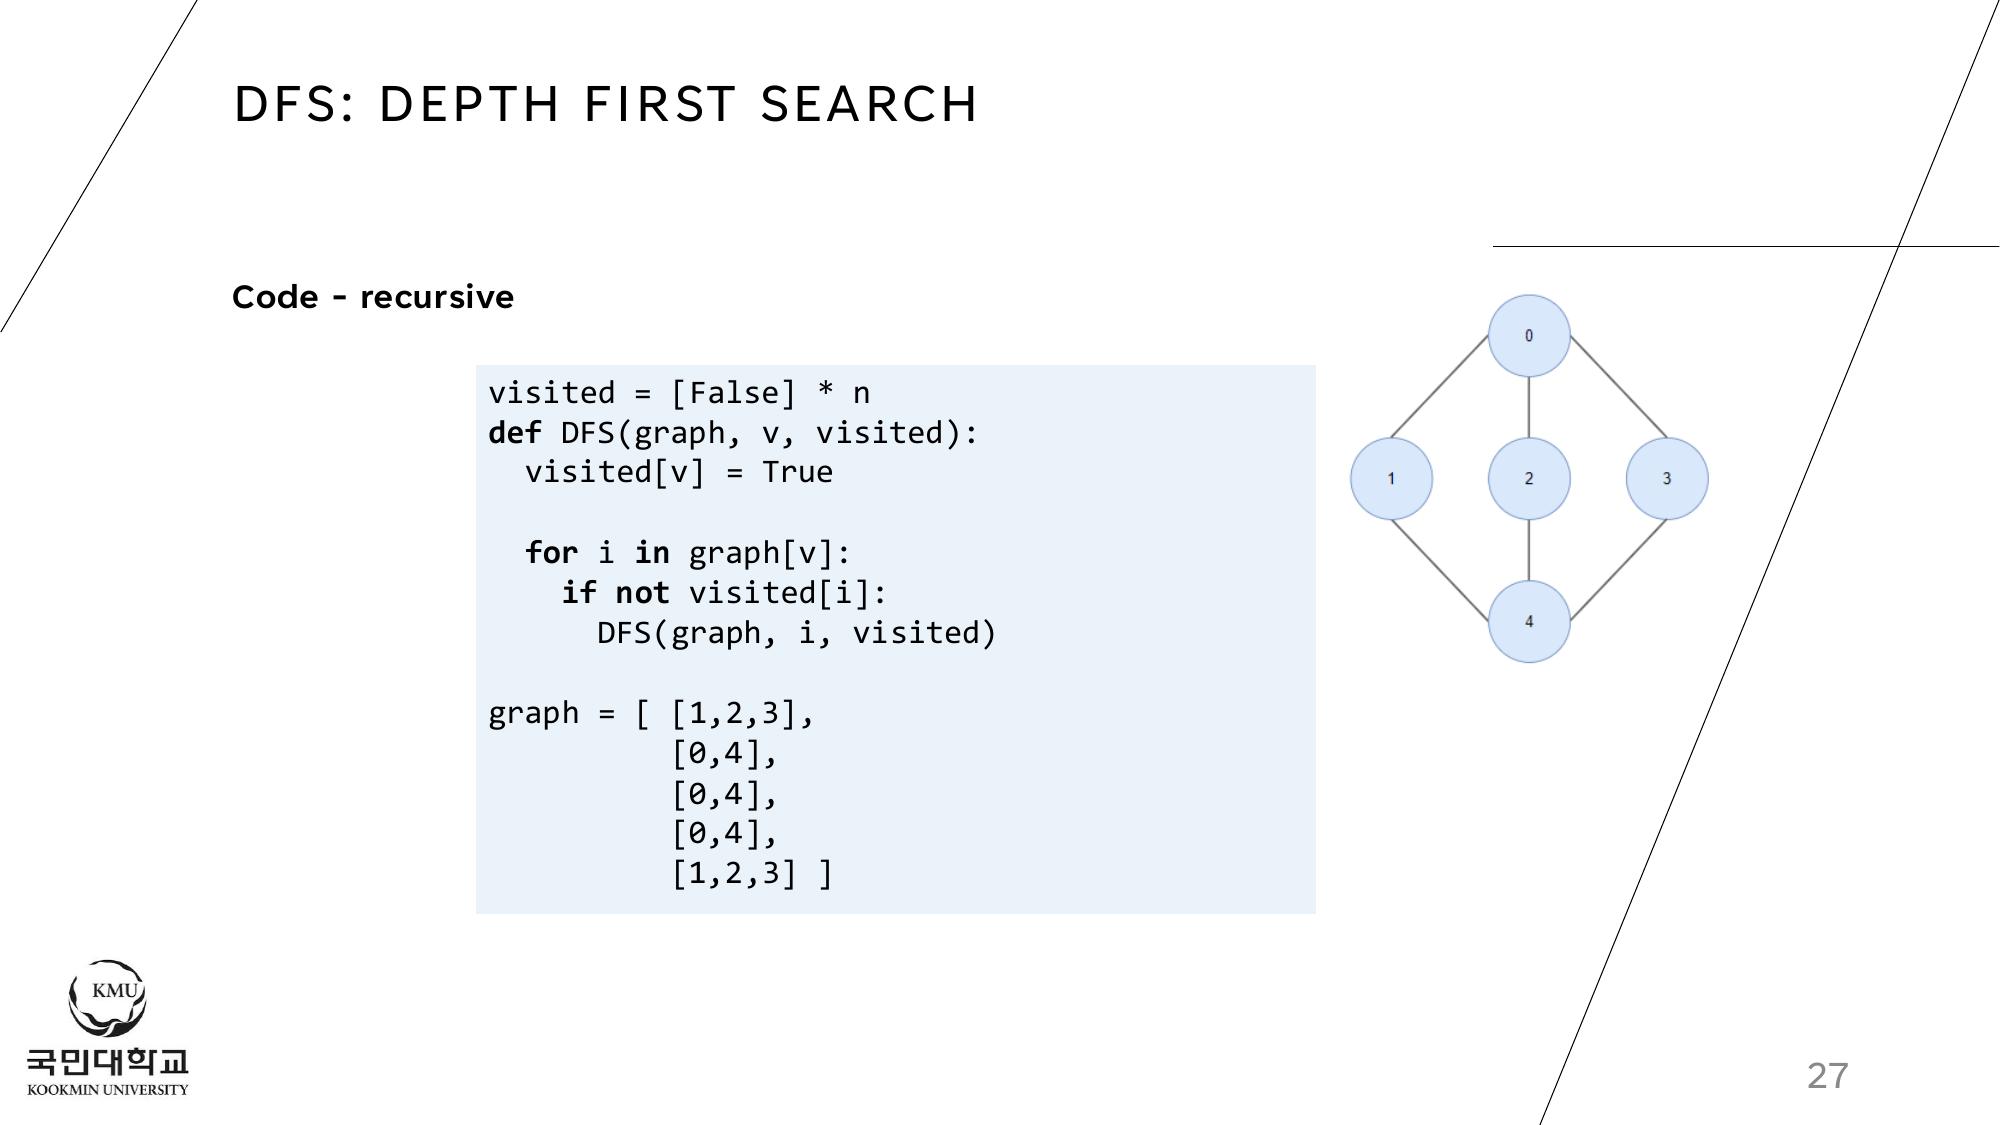 DFS: DEPTH FIRST SEARCH
Code - recursive
visited = [False] * n
def DFS(graph, v, visited):
  visited[v] = True
  for i in graph[v]:
    if not visited[i]:
      DFS(graph, i, visited)
graph = [ [1,2,3],
          [0,4],
          [0,4],
          [0,4],
          [1,2,3] ]
0
1 2 3
4
KMU
국민대학교
KOOKMIN UNIVERSITY
27